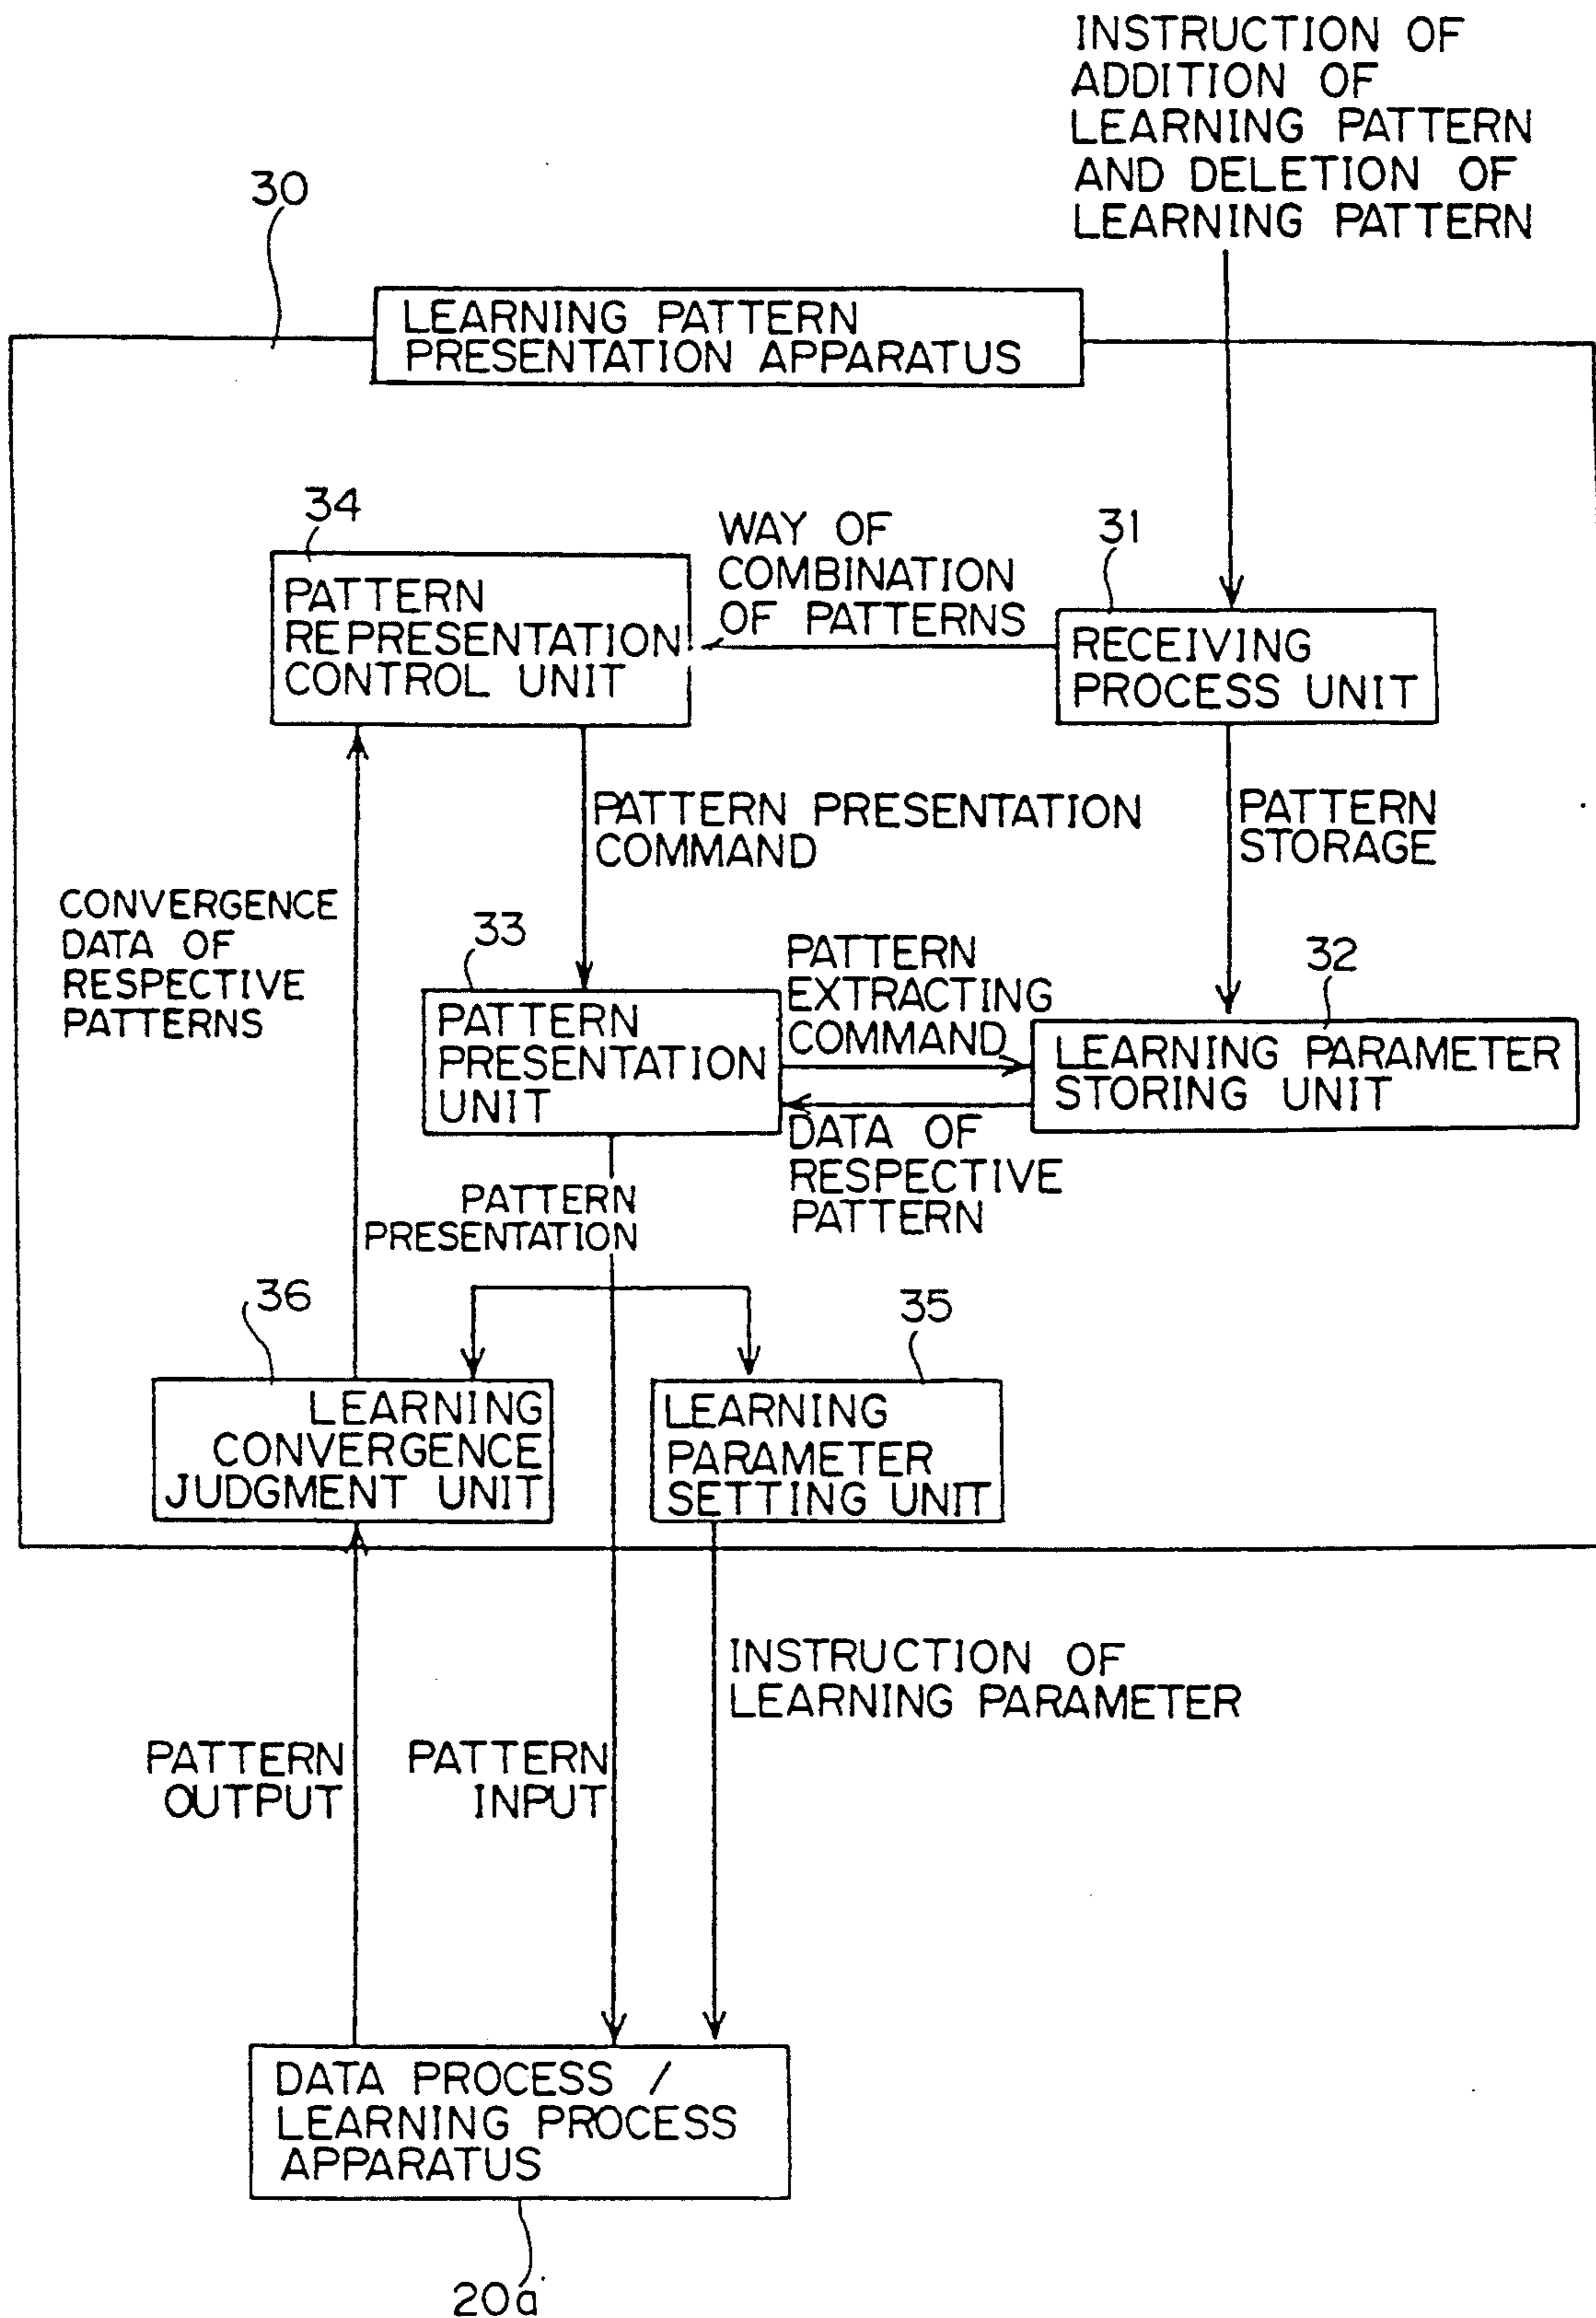 INSTRUCTION OF
ADDITION OF
LEARNING PATTERN
AND DELETION OF
LEARNING PATTERN
30
LEARNING PATTERN
PRESENTATION APPARATUS
34
PATTERN
REPRESENTATION
CONTROL UNIT
WAY OF
COMBINATION
OF PATTERNS
31
RECEIVING
PROCESS UNIT
PATTERN PRESENTATION
COMMAND
PATTERN
STORAGE
CONVERGENCE
DATA OF
RESPECTIVE
PATTERNS
33
PATTERN
PRESENTATION
UNIT
PATTERN
EXTRACTING
COMMAND
32
LEARNING PARAMETER
STORING UNIT
DATA OF
RESPECTIVE
PATTERN
PATTERN
PRESENTATION
36
LEARNING
CONVERGENCE
JUDGMENT UNIT
35
LEARNING
PARAMETER
SETTING UNIT
INSTRUCTION OF
LEARNING PARAMETER
PATTERN
OUTPUT
PATTERN
INPUT
DATA PROCESS /
LEARNING PROCESS
APPARATUS
20a